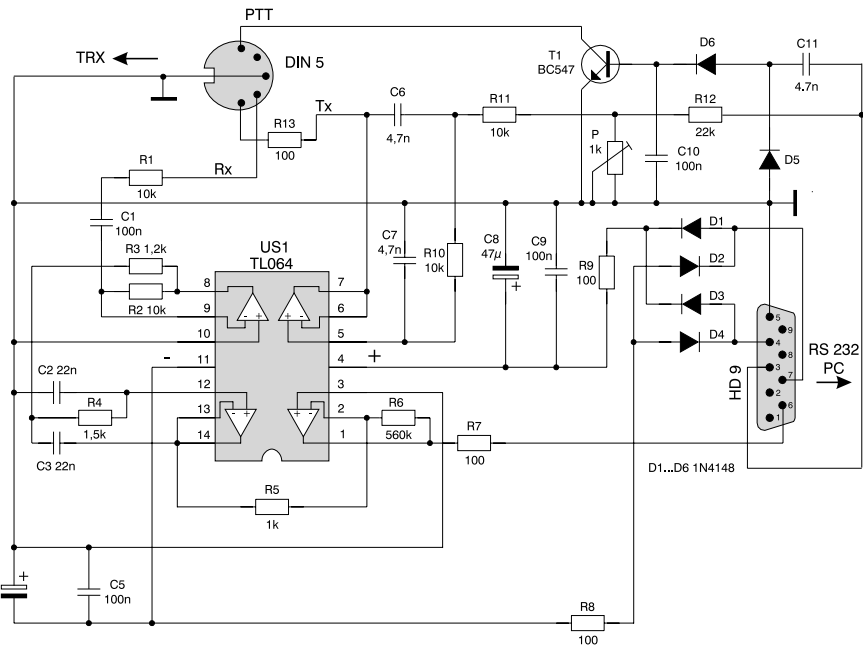 PTT
TRX
DIN 5
T1
BC547
D6
C11
4.7n
C6
4,7n
Tx
R11
10k
R12
22k
R13
100
P
1k
C10
100n
D5
R1
10k
Rx
C1
100n
R3 1,2k
R2 10k
US1
TL064
C7
4,7n
R10
10k
C8
47µ
+
C9
100n
R9
100
D1
D2
D3
D4
8
9
10
11
12
13
14
7
6
5
4
3
2
1
-
+
- +
- +
- +
- +
C2 22n
R4
1,5k
C3 22n
R6
560k
R7
100
R5
1k
HD 9
5
9
4
8
3
7
2
6
1
RS 232
PC
D1...D6 1N4148
+
C5
100n
R8
100